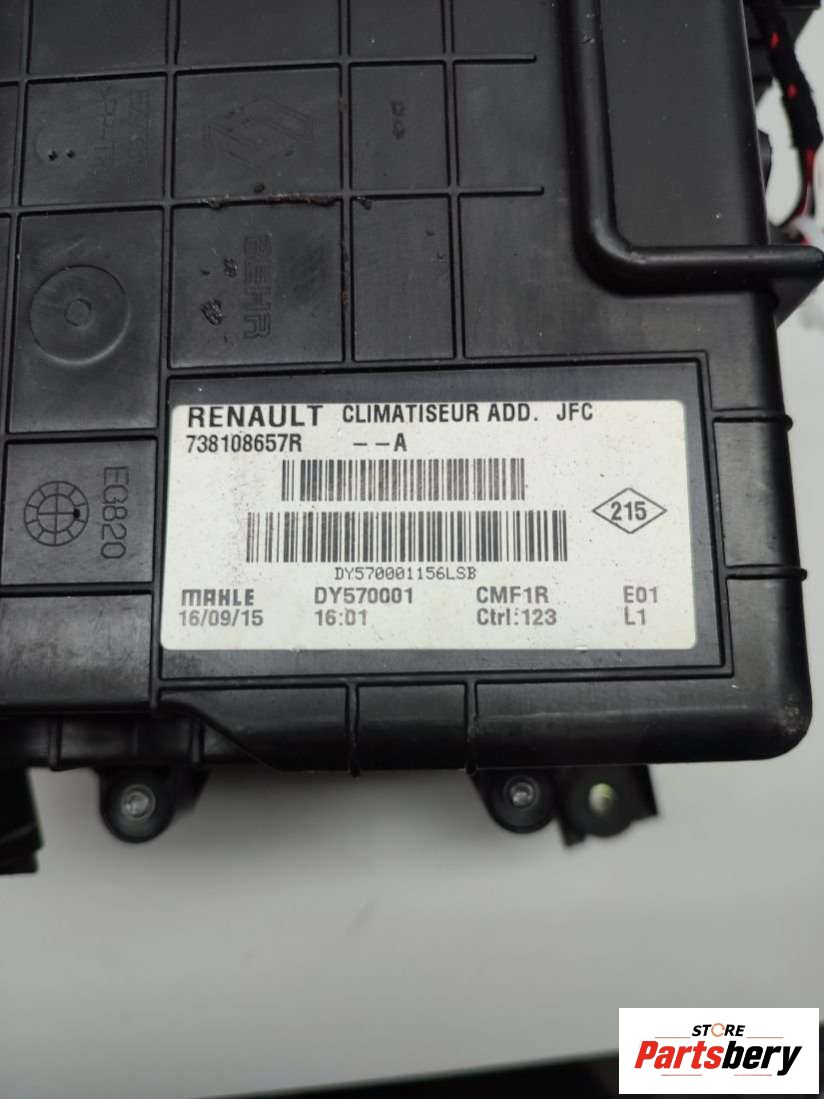 BEHR
EG820
RENAULT CLIMATISEUR ADD. JFC
738108657R --A
215
DY570001156LSB
MAHLE DY570001 CMF1R E01
16/09/15 16:01 Ctrl:123 L1
STORE
Partsbery